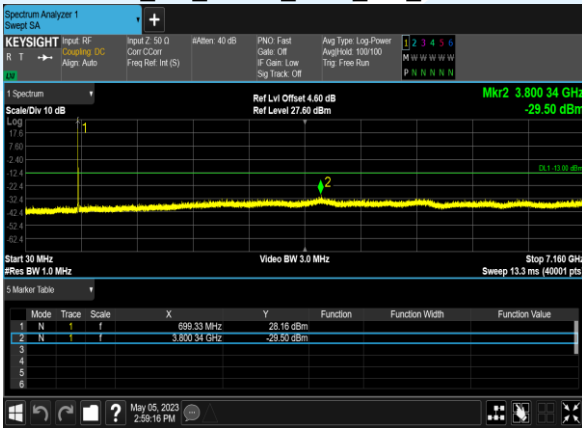 Spectrum Analyzer 1
Swept SA
+
KEYSIGHT Input: RF Input Z: 50 Ω #Atten: 40 dB PNO: Fast Avg Type: Log-Power 1 2 3 4 5 6
R T Coupling: DC Corr CCorr Gate: Off Avg|Hold: 100/100 M W W W W W
Align: Auto Freq Ref: Int (S) IF Gain: Low Trig: Free Run
Sig Track: Off P N N N N N
1 Spectrum Ref Lvl Offset 4.60 dB Mkr2 3.800 34 GHz
Scale/Div 10 dB Ref Level 27.60 dBm -29.50 dBm
Log
17.6
7.60
-2.40
-12.4
-22.4
-32.4
-42.4
-52.4
-62.4
1
DL1 -13.00 dBm
2
Start 30 MHz Video BW 3.0 MHz Stop 7.160 GHz
#Res BW 1.0 MHz Sweep 13.3 ms (40001 pts
5 Marker Table
Mode Trace Scale X Y Function Function Width Function Value
1 N 1 f 699.33 MHz 28.16 dBm
2 N 1 f 3.800 34 GHz -29.50 dBm
3
4
5
6
? May 05, 2023
2:59:16 PM